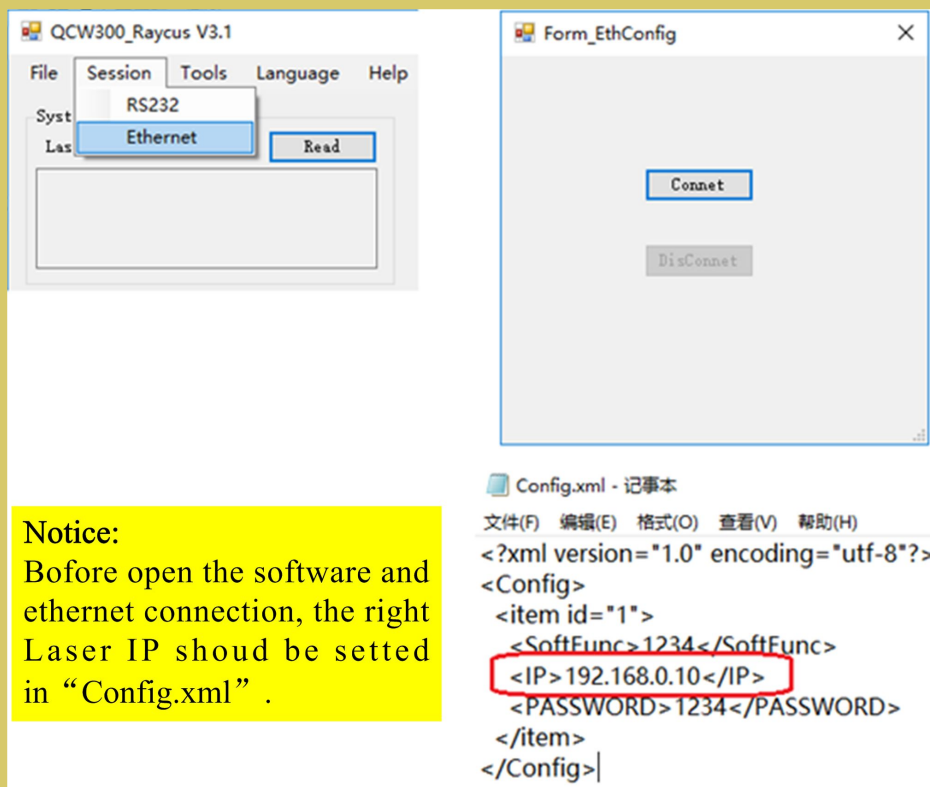 QCW300_Raycus V3.1
File Session Tools Language Help
RS232
Ethernet
Syst
Las
Read
Form_EthConfig
Connet
DisConnet
Notice:
Bofore open the software and
ethernet connection, the right
Laser IP shoud be setted
in “Config.xml” .
Config.xml - 记事本
文件(F) 编辑(E) 格式(O) 查看(V) 帮助(H)
<?xml version="1.0" encoding="utf-8"?>
<Config>
<item id="1">
<SoftFunc>1234</SoftFunc>
<IP>192.168.0.10</IP>
<PASSWORD>1234</PASSWORD>
</item>
</Config>